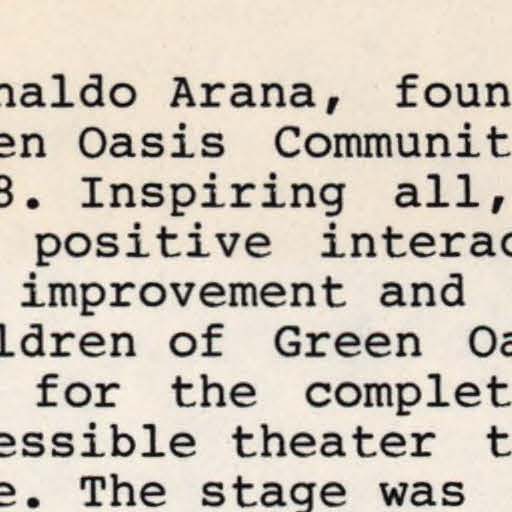 naldo Arana, foun
en Oasis Communit
8. Inspiring all,
positive interac
improvement and
ldren of Green Oa
for the complet
essible theater t
e. The stage was